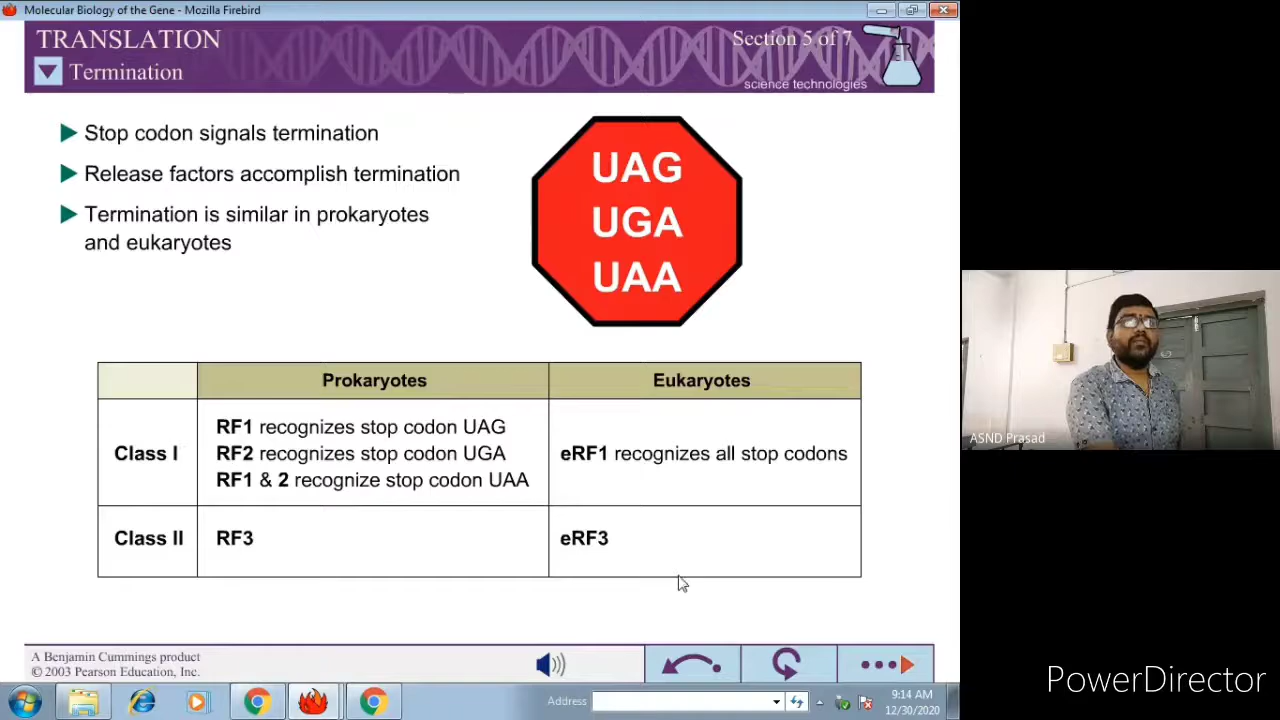 Molecular Biology of the Gene - Mozilla Firebird
TRANSLATION
Section 5 of 7
Termination
science technologies
Stop codon signals termination
Release factors accomplish termination
Termination is similar in prokaryotes
and eukaryotes
UAG
UGA
UAA
Prokaryotes
Eukaryotes
Class I
RF1 recognizes stop codon UAG
RF2 recognizes stop codon UGA
RF1 & 2 recognize stop codon UAA
eRF1 recognizes all stop codons
Class II
RF3
eRF3
ASND Prasad
A Benjamin Cummings product
© 2003 Pearson Education, Inc.
Address
9:14 AM
12/30/2020
PowerDirector